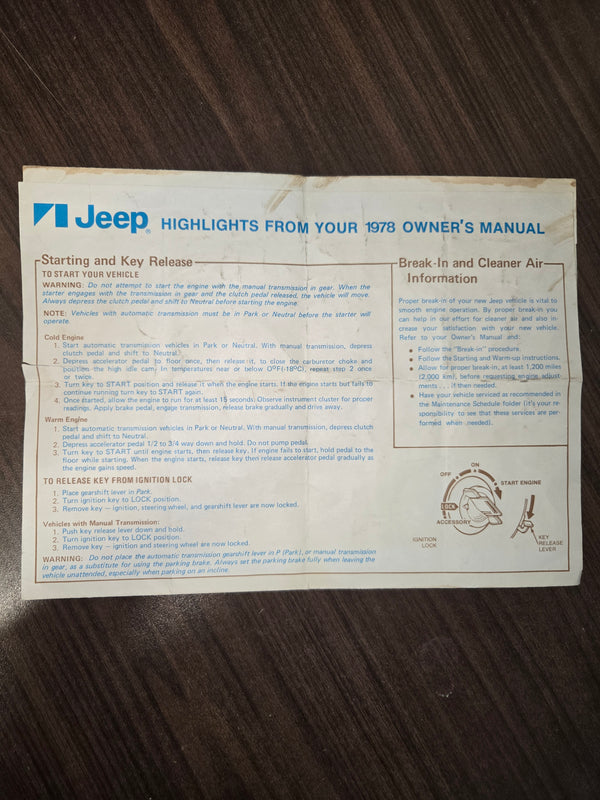 Jeep® HIGHLIGHTS FROM YOUR 1978 OWNER'S MANUAL
Starting and Key Release
TO START YOUR VEHICLE
WARNING: Do not attempt to start the engine with the manual transmission in gear. When the
starter engages with the transmission in gear and the clutch pedal released, the vehicle will move.
Always depress the clutch pedal and shift to Neutral before starting the engine.
NOTE: Vehicles with automatic transmission must be in Park or Neutral before the starter will
operate.
Cold Engine
1. Start automatic transmission vehicles in Park or Neutral. With manual transmission, depress
clutch pedal and shift to Neutral.
2. Depress accelerator pedal to floor once, then release it, to close the carburetor choke and
position the high idle cam. In temperatures near or below 0°F(-18°C), repeat step 2 once
or twice.
3. Turn key to START position and release it when the engine starts. If the engine starts but fails to
continue running turn key to START again.
4. Once started, allow the engine to run for at least 15 seconds. Observe instrument cluster for proper
readings. Apply brake pedal, engage transmission, release brake gradually and drive away.
Warm Engine
1. Start automatic transmission vehicles in Park or Neutral. With manual transmission, depress clutch
pedal and shift to Neutral.
2. Depress accelerator pedal 1/2 to 3/4 way down and hold. Do not pump pedal.
3. Turn key to START until engine starts, then release key. If engine fails to start, hold pedal to the
floor while starting. When the engine starts, release key then release accelerator pedal gradually as
the engine gains speed.
TO RELEASE KEY FROM IGNITION LOCK
1. Place gearshift lever in Park.
2. Turn ignition key to LOCK position.
3. Remove key — ignition, steering wheel, and gearshift lever are now locked.
Vehicles with Manual Transmission:
1. Push key release lever down and hold.
2. Turn ignition key to LOCK position.
3. Remove key — ignition and steering wheel are now locked.
WARNING: Do not place the automatic transmission gearshift lever in P (Park), or manual transmission
in gear, as a substitute for using the parking brake. Always set the parking brake fully when leaving the
vehicle unattended, especially when parking on an incline.
Break-In and Cleaner Air
Information
Proper break-in of your new Jeep vehicle is vital to
smooth engine operation. By proper break-in you
can help in our effort for cleaner air and also in-
crease your satisfaction with your new vehicle.
Refer to your Owner's Manual and:
• Follow the "Break-in" procedure.
• Follow the Starting and Warm-up instructions.
• Allow for proper break-in, at least 1,200 miles
(2,000 km), before requesting engine adjust-
ments . . . if then needed.
• Have your vehicle serviced as recommended in
the Maintenance Schedule folder (it's your re-
sponsibility to see that these services are per-
formed when needed).
OFF
ON
START ENGINE
LOCK
ACCESSORY
IGNITION
LOCK
KEY
RELEASE
LEVER